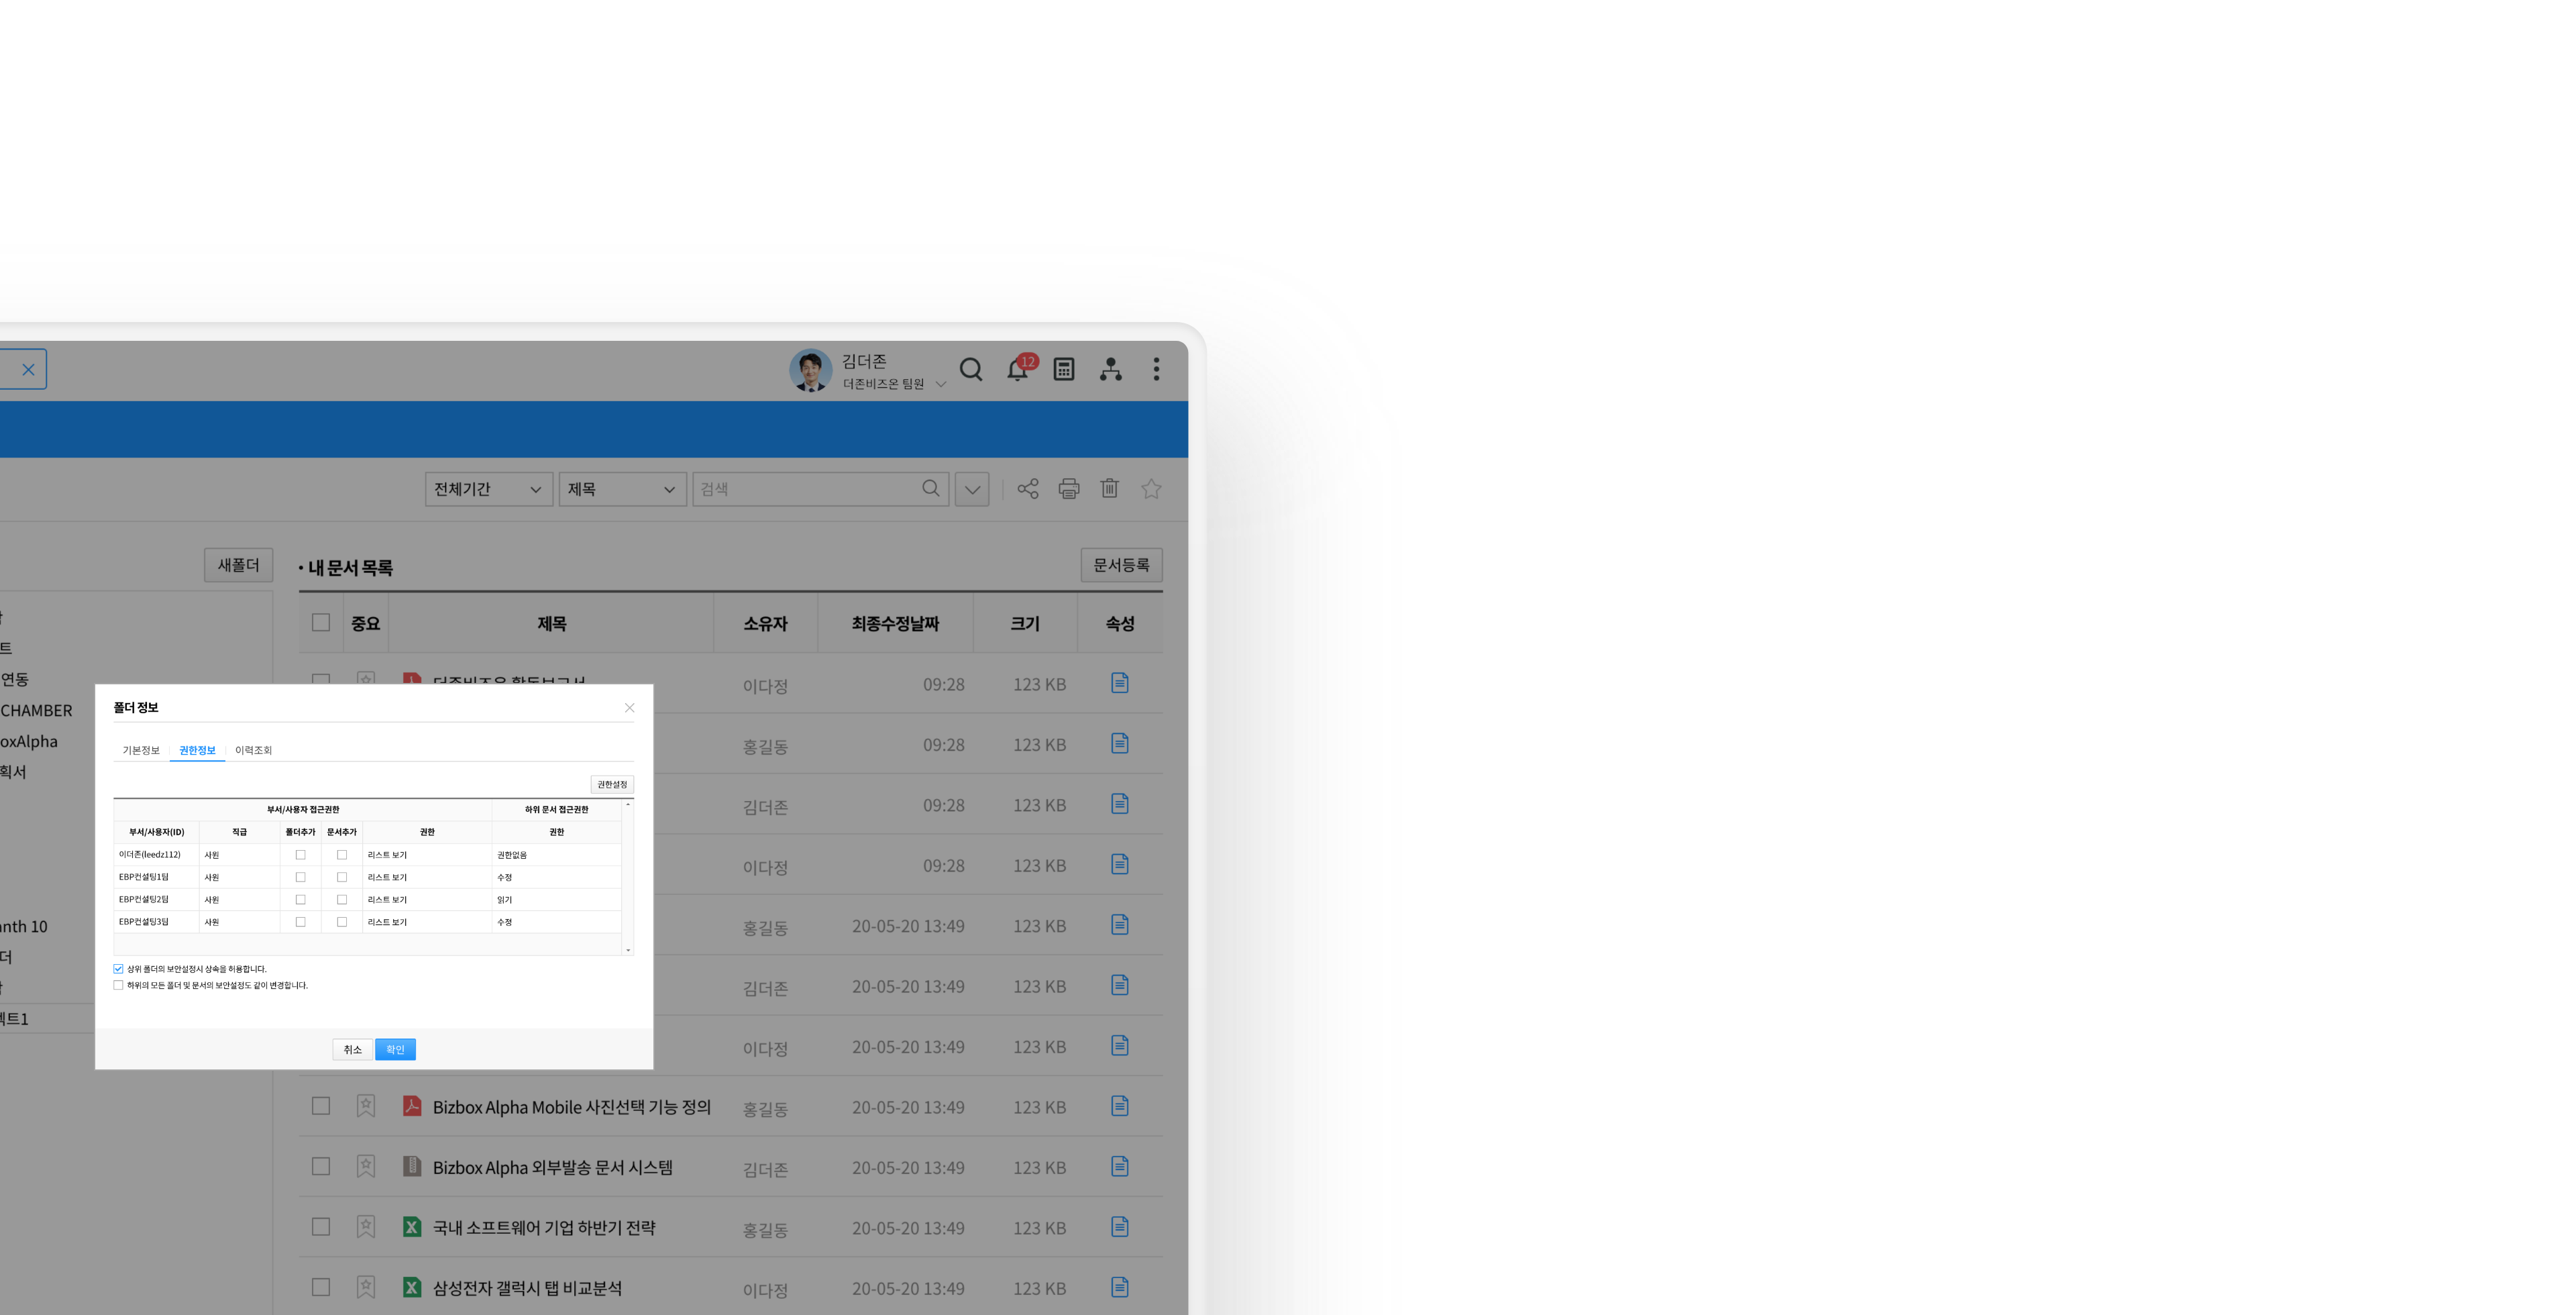 김더존
더존비즈온 팀원
12
전체기간 제목 검색
새폴더
• 내 문서 목록 문서등록
중요 제목 소유자 최종수정날짜 크기 속성
이다정 09:28 123 KB
홍길동 09:28 123 KB
김더존 09:28 123 KB
이다정 09:28 123 KB
홍길동 20-05-20 13:49 123 KB
김더존 20-05-20 13:49 123 KB
이다정 20-05-20 13:49 123 KB
Bizbox Alpha Mobile 사진선택 기능 정의 홍길동 20-05-20 13:49 123 KB
Bizbox Alpha 외부발송 문서 시스템 김더존 20-05-20 13:49 123 KB
국내 소프트웨어 기업 하반기 전략 홍길동 20-05-20 13:49 123 KB
삼성전자 갤럭시 탭 비교분석 이다정 20-05-20 13:49 123 KB
트
연동
CHAMBER
oxAlpha
획서
nth 10
더
트1
폴더 정보
기본정보 권한정보 이력조회
권한설정
부서/사용자 접근권한 하위 문서 접근권한
부서/사용자(ID) 직급 폴더추가 문서추가 권한 권한
이더존(leedz112) 사원 리스트 보기 권한없음
EBP컨설팅1팀 사원 리스트 보기 수정
EBP컨설팅2팀 사원 리스트 보기 읽기
EBP컨설팅3팀 사원 리스트 보기 수정
상위 폴더의 보안설정시 상속을 허용합니다.
하위의 모든 폴더 및 문서의 보안설정도 같이 변경합니다.
취소 확인